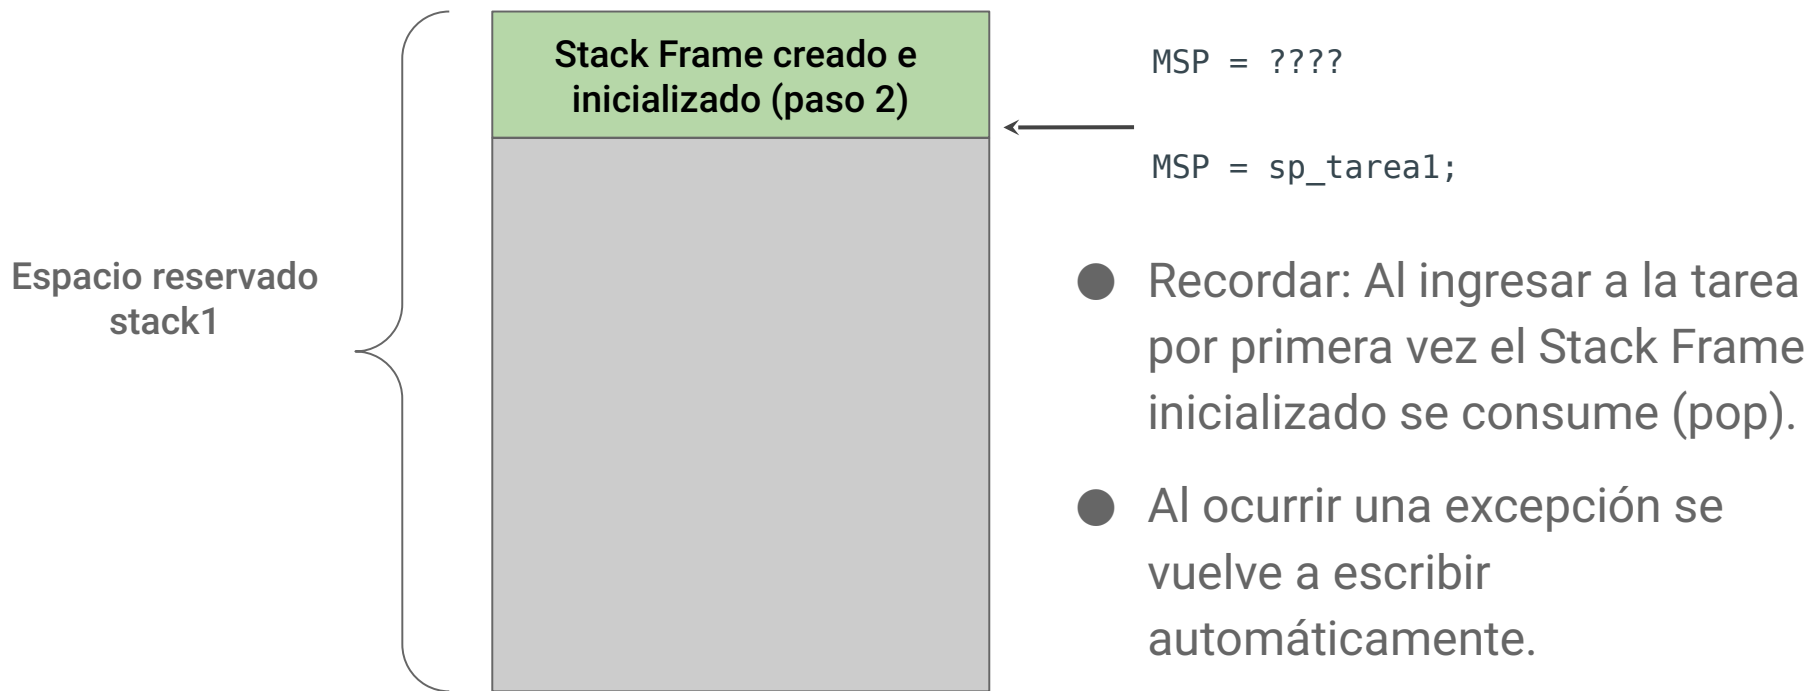 Stack Frame creado e
inicializado (paso 2)
MSP = ????
MSP = sp_tarea1;
Espacio reservado
stack1
● Recordar: Al ingresar a la tarea
por primera vez el Stack Frame
inicializado se consume (pop).
● Al ocurrir una excepción se
vuelve a escribir
automáticamente.